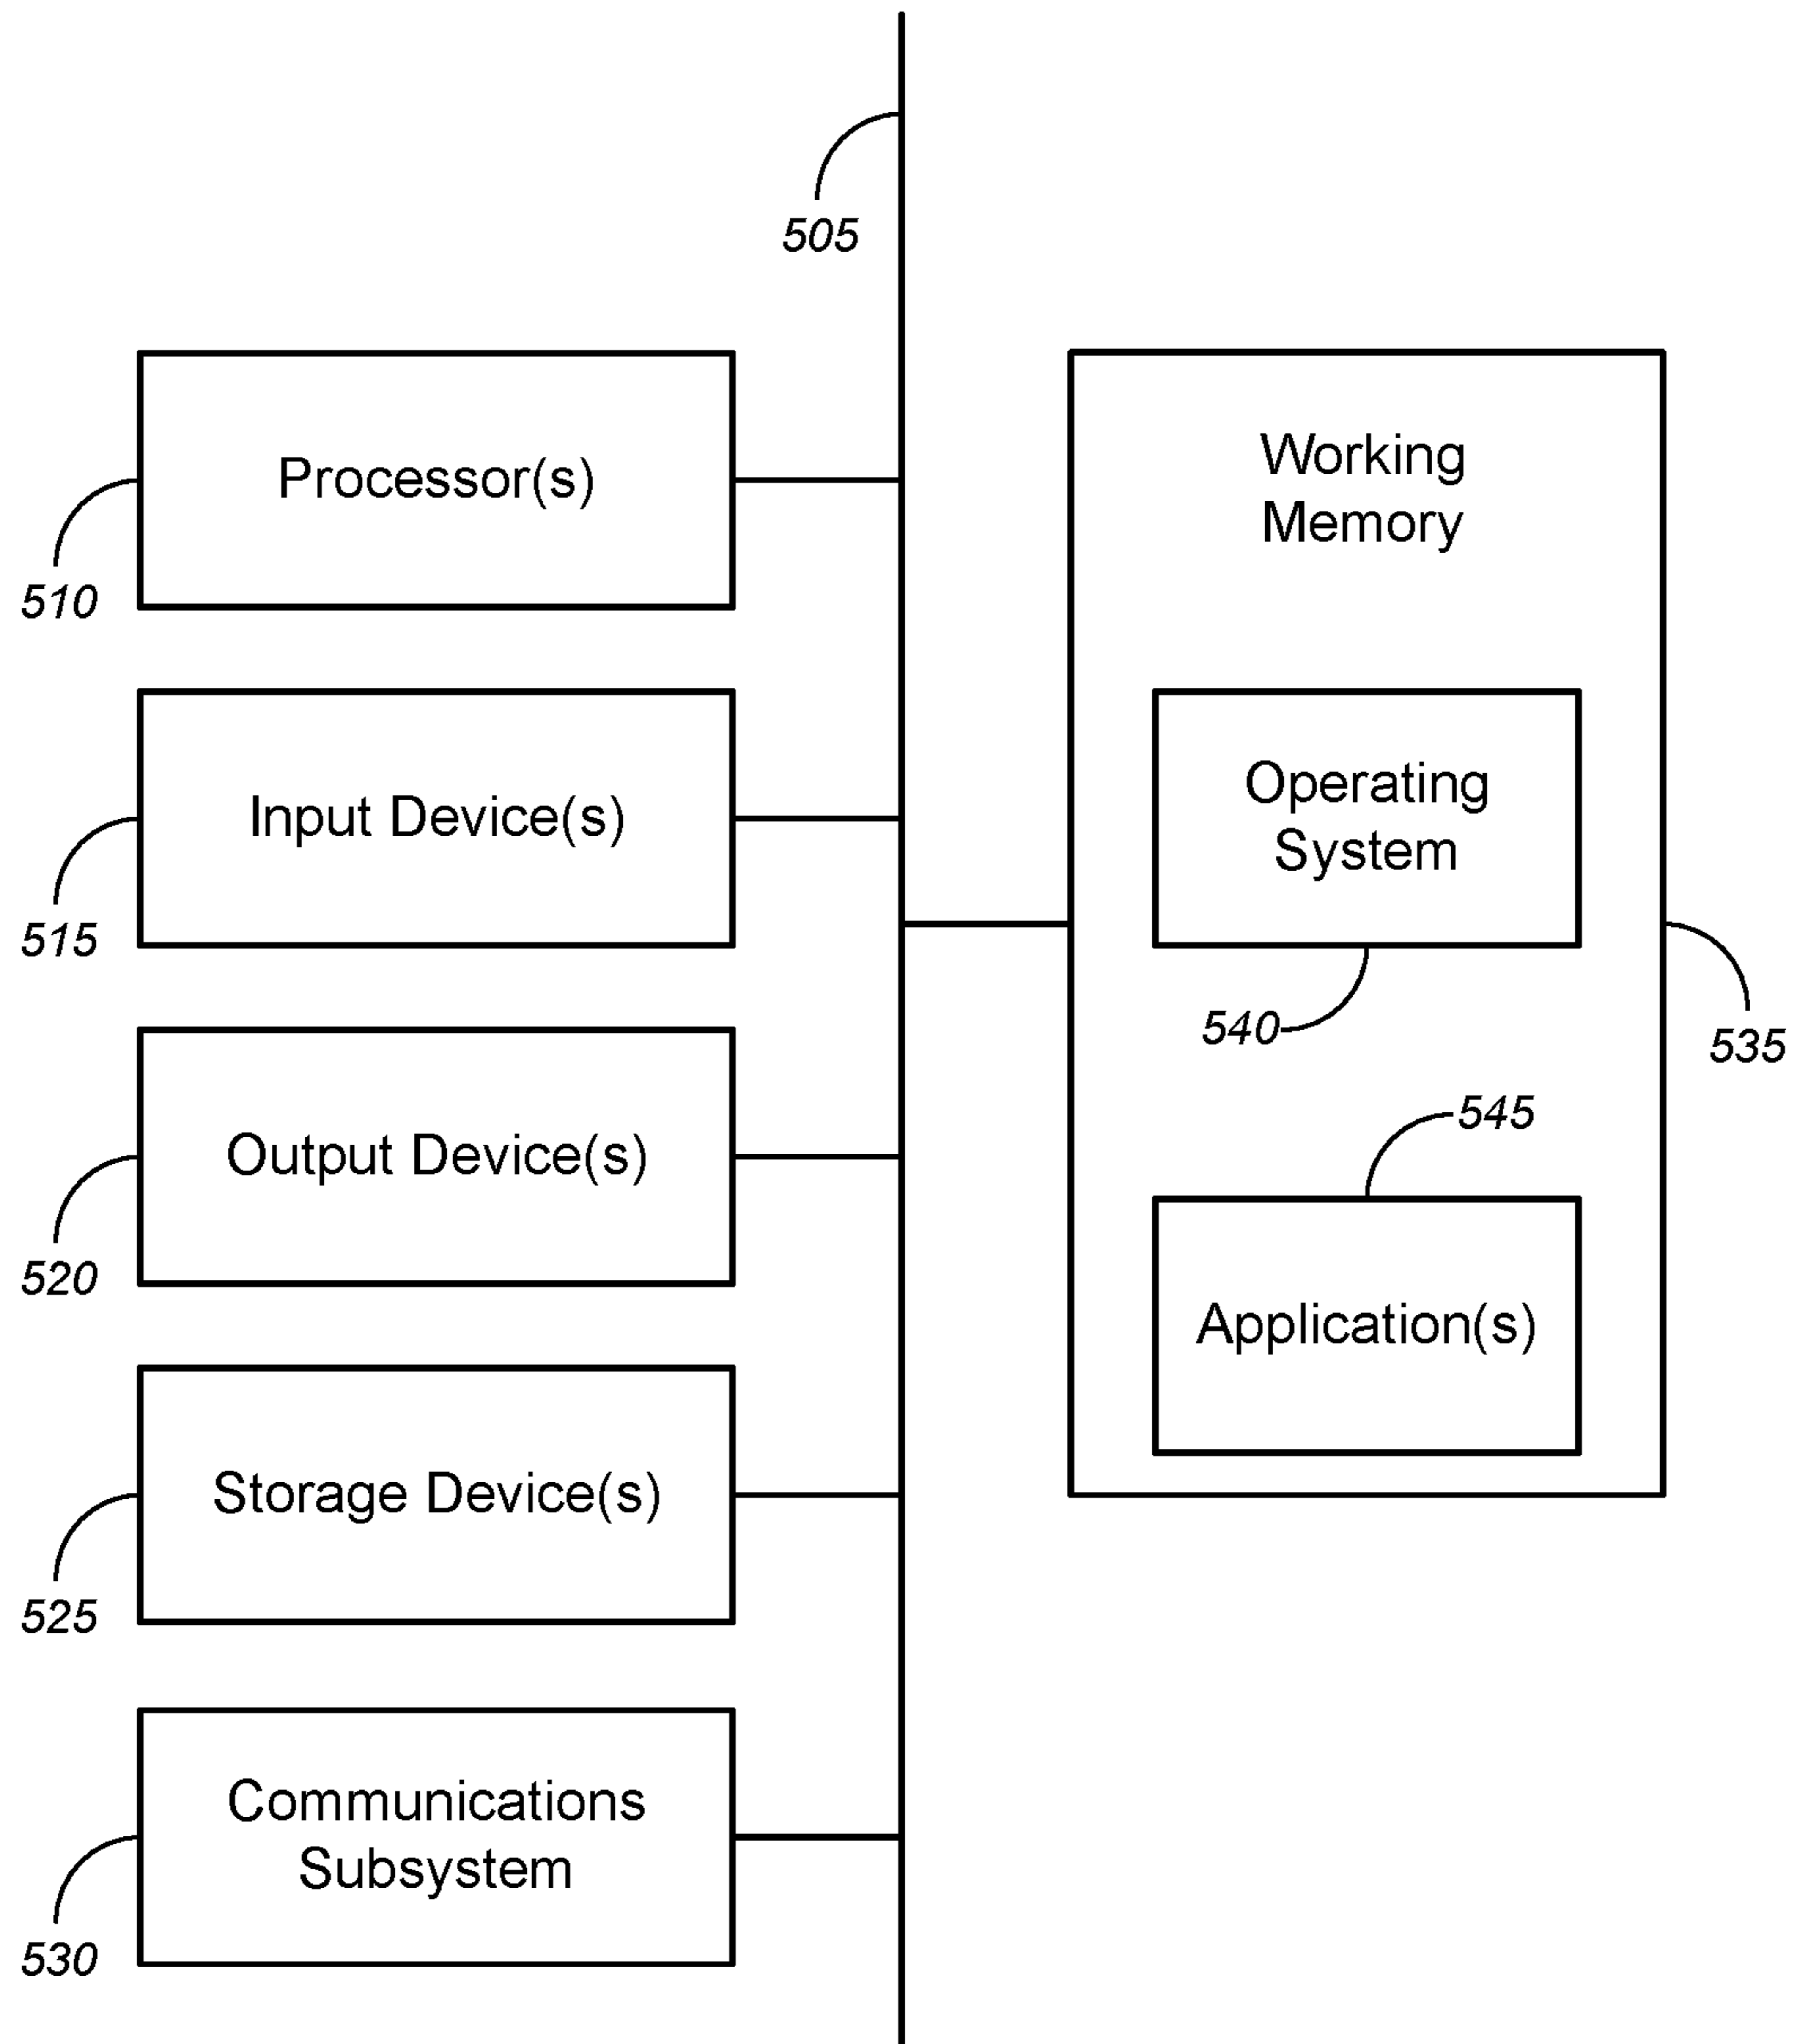 505
Processor(s)
510
Input Device(s)
515
Output Device(s)
520
Storage Device(s)
525
Communications
Subsystem
530
Working
Memory
Operating
System
540
535
545
Application(s)